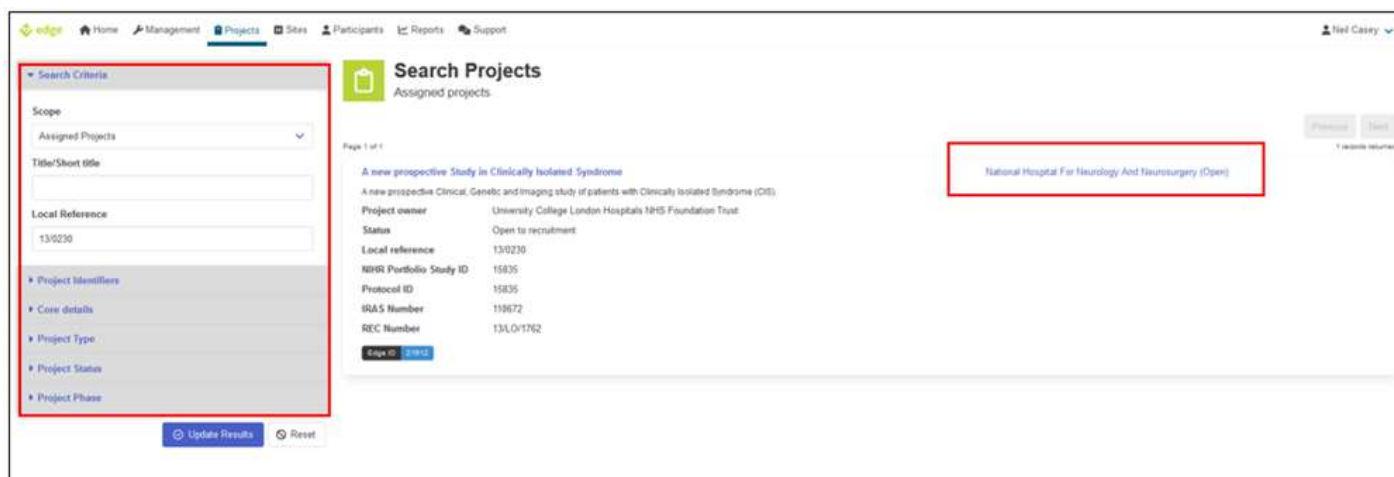 edge Home Management Projects Sites Participants Reports Support Neil Casey
Search Criteria
Scope
Assigned Projects
Title/Short title
Local Reference
13/0230
Project Identifiers
Core details
Project Type
Project Status
Project Phase
Update Results Reset
Search Projects
Assigned projects
Previous Next
Page 1 of 1
1 records returned
A new prospective Study in Clinically Isolated Syndrome
National Hospital For Neurology And Neurosurgery (Open)
A new prospective Clinical, Genetic and Imaging study of patients with Clinically Isolated Syndrome (CIS).
Project owner University College London Hospitals NHS Foundation Trust
Status Open to recruitment
Local reference 13/0230
NIHR Portfolio Study ID 15835
Protocol ID 15835
IRAS Number 118672
REC Number 13/LO/1762
Edge ID